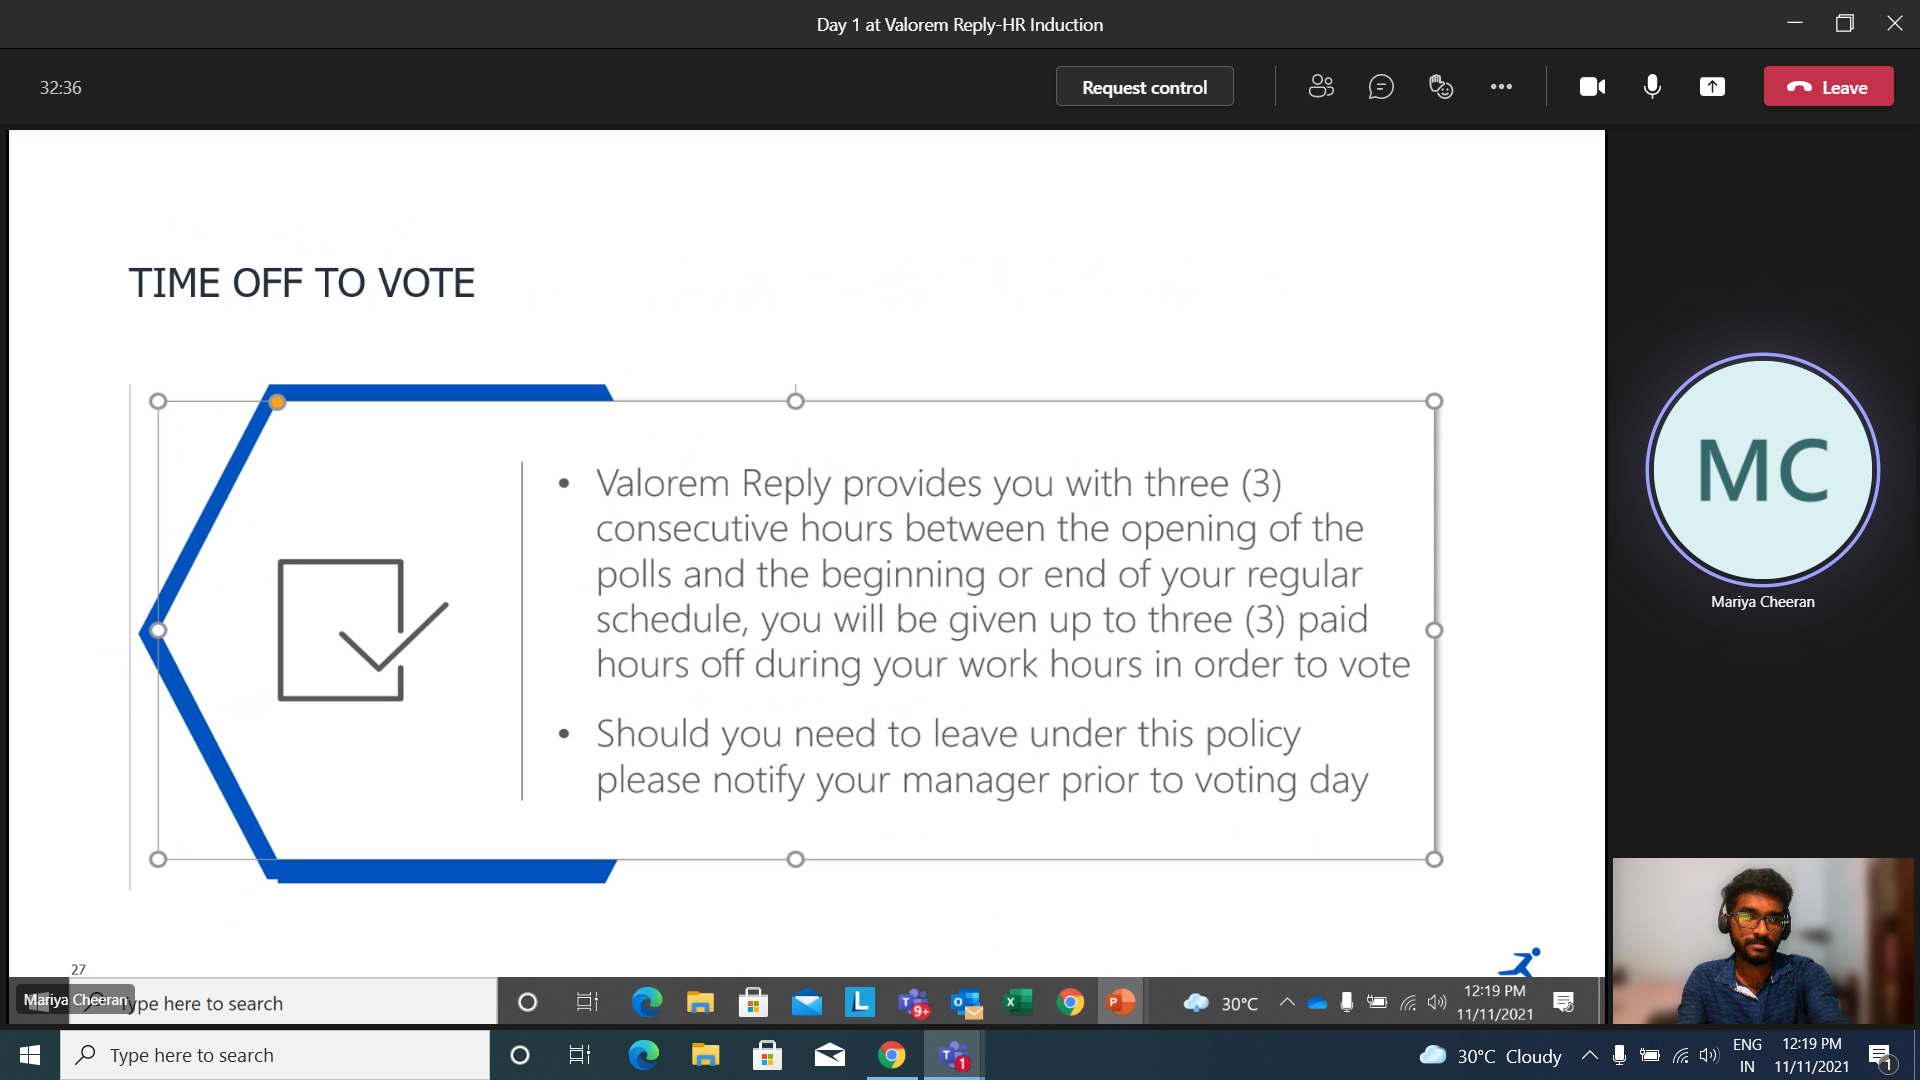 Day 1 at Valorem Reply-HR Induction
32:36
Request control
Leave
TIME OFF TO VOTE
• Valorem Reply provides you with three (3)
consecutive hours between the opening of the
polls and the beginning or end of your regular
schedule, you will be given up to three (3) paid
hours off during your work hours in order to vote
• Should you need to leave under this policy
please notify your manager prior to voting day
MC
Mariya Cheeran
27
Mariya Cheeran
ype here to search
L
T
9+
30°C
12:19 PM
11/11/2021
Type here to search
T
1
30°C Cloudy
ENG
IN
12:19 PM
11/11/2021
1